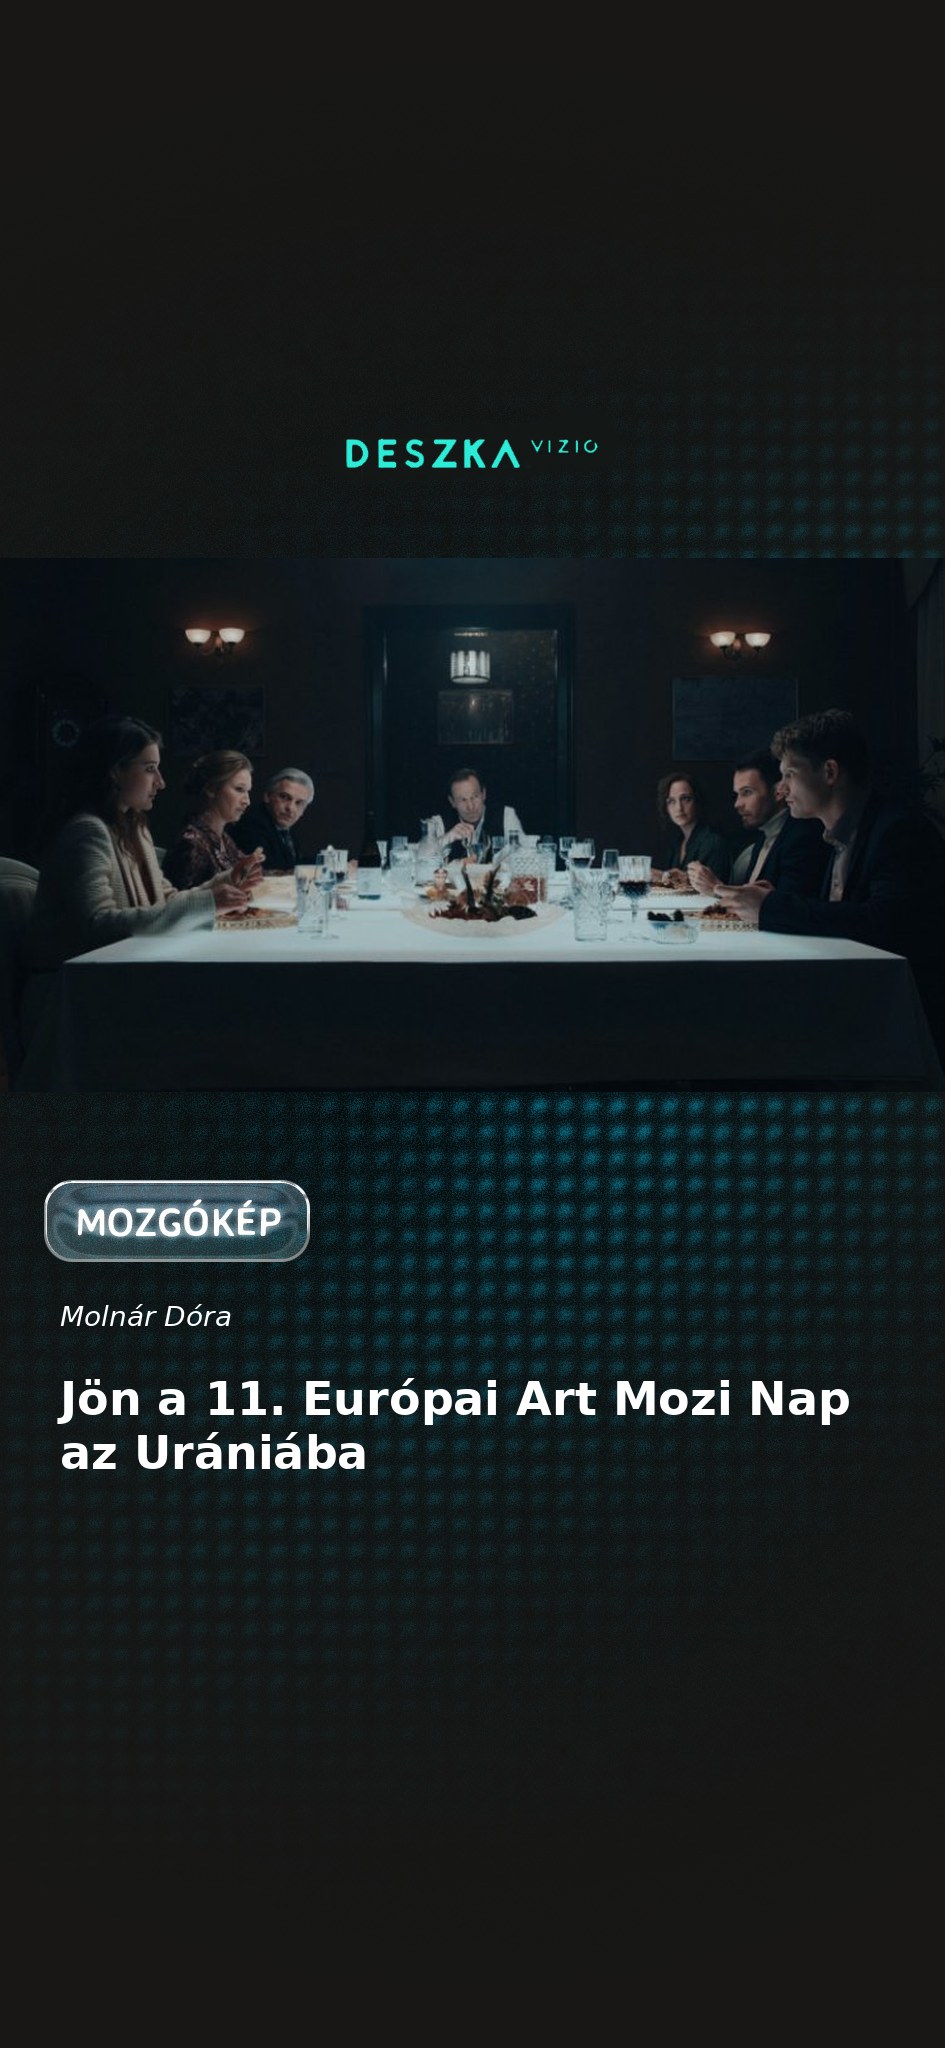 DESZKA VIZIO
MOZGÓKÉP
Molnár Dóra
Jön a 11. Európai Art Mozi Nap
az Urániába